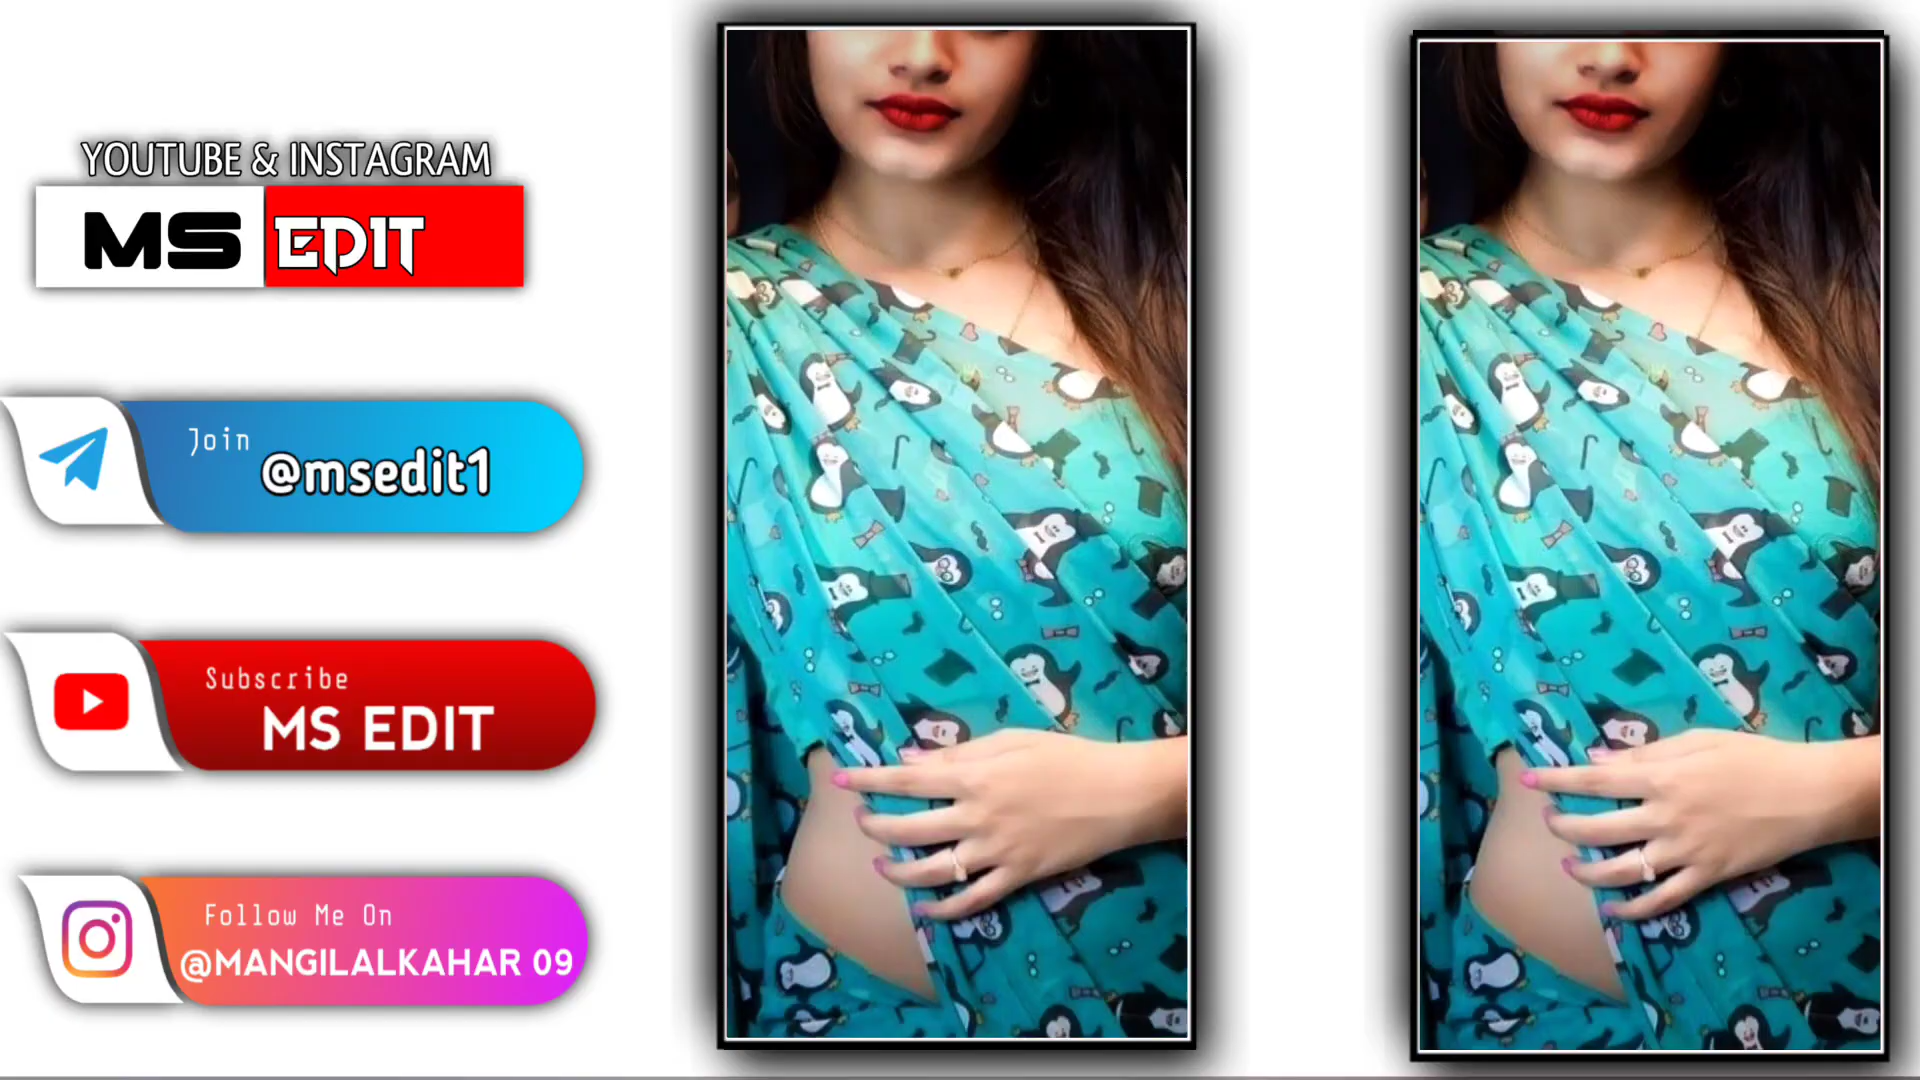 YOUTUBE & INSTAGRAM
MS EDIT
Join
@msedit1
Subscribe
MS EDIT
Follow Me On
@MANGILALKAHAR 09